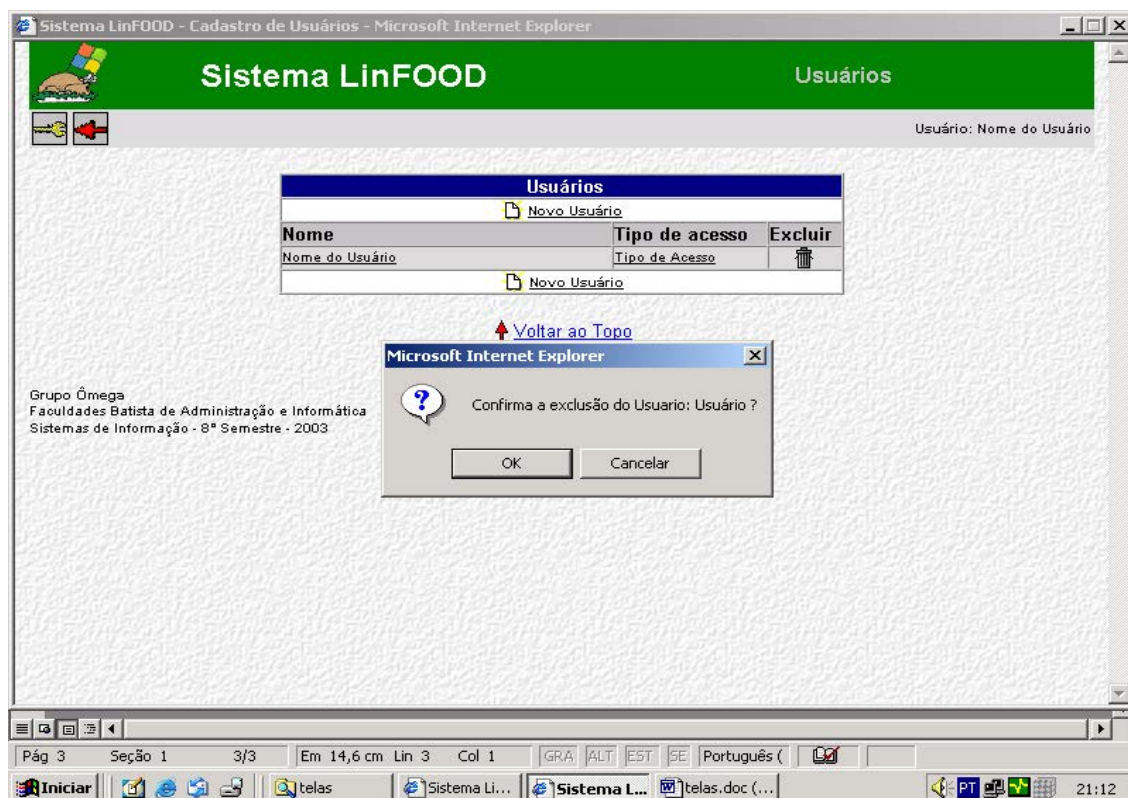 Sistema LinFOOD - Cadastro de Usuários - Microsoft Internet Explorer
Sistema LinFOOD
Usuários
Usuário: Nome do Usuário
Usuários
Novo Usuário
Nome Tipo de acesso Excluir
Nome do Usuário Tipo de Acesso
Novo Usuário
Voltar ao Topo
Microsoft Internet Explorer
Confirma a exclusão do Usuario: Usuário ?
OK Cancelar
Grupo Ômega
Faculdades Batista de Administração e Informática
Sistemas de Informação - 8º Semestre - 2003
Pág 3 Seção 1 3/3 Em 14,6 cm Lin 3 Col 1 GRA ALT EST SE Português (
Iniciar telas Sistema Li... Sistema L... telas.doc (... PT 21:12